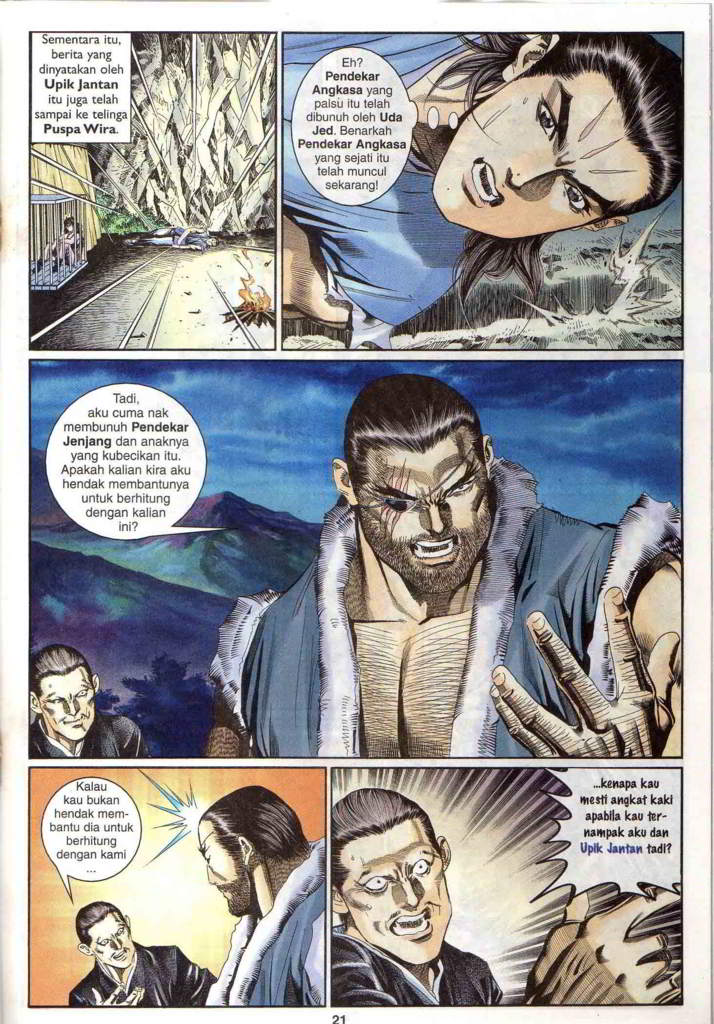 Sementara itu,
berita yang
dinyatakan oleh
Upik Jantan
itu juga telah
sampai ke telinga
Puspa Wira.
Eh?
Pendekar
Angkasa yang
palsu itu telah
dibunuh oleh Uda
Jed. Benarkah
Pendekar Angkasa
yang sejati itu
telah muncul
sekarang!
Tadi,
aku cuma nak
membunuh Pendekar
Jenjang dan anaknya
yang kubecikan itu.
Apakah kalian kira aku
hendak membantunya
untuk berhitung
dengan kalian
ini?
Kalau
kau bukan
hendak mem-
bantu dia untuk
berhitung
dengan kami
...
...kenapa kau
mesti angkat kaki
apabila kau ter-
nampak aku dan
Upik Jantan tadi?
21